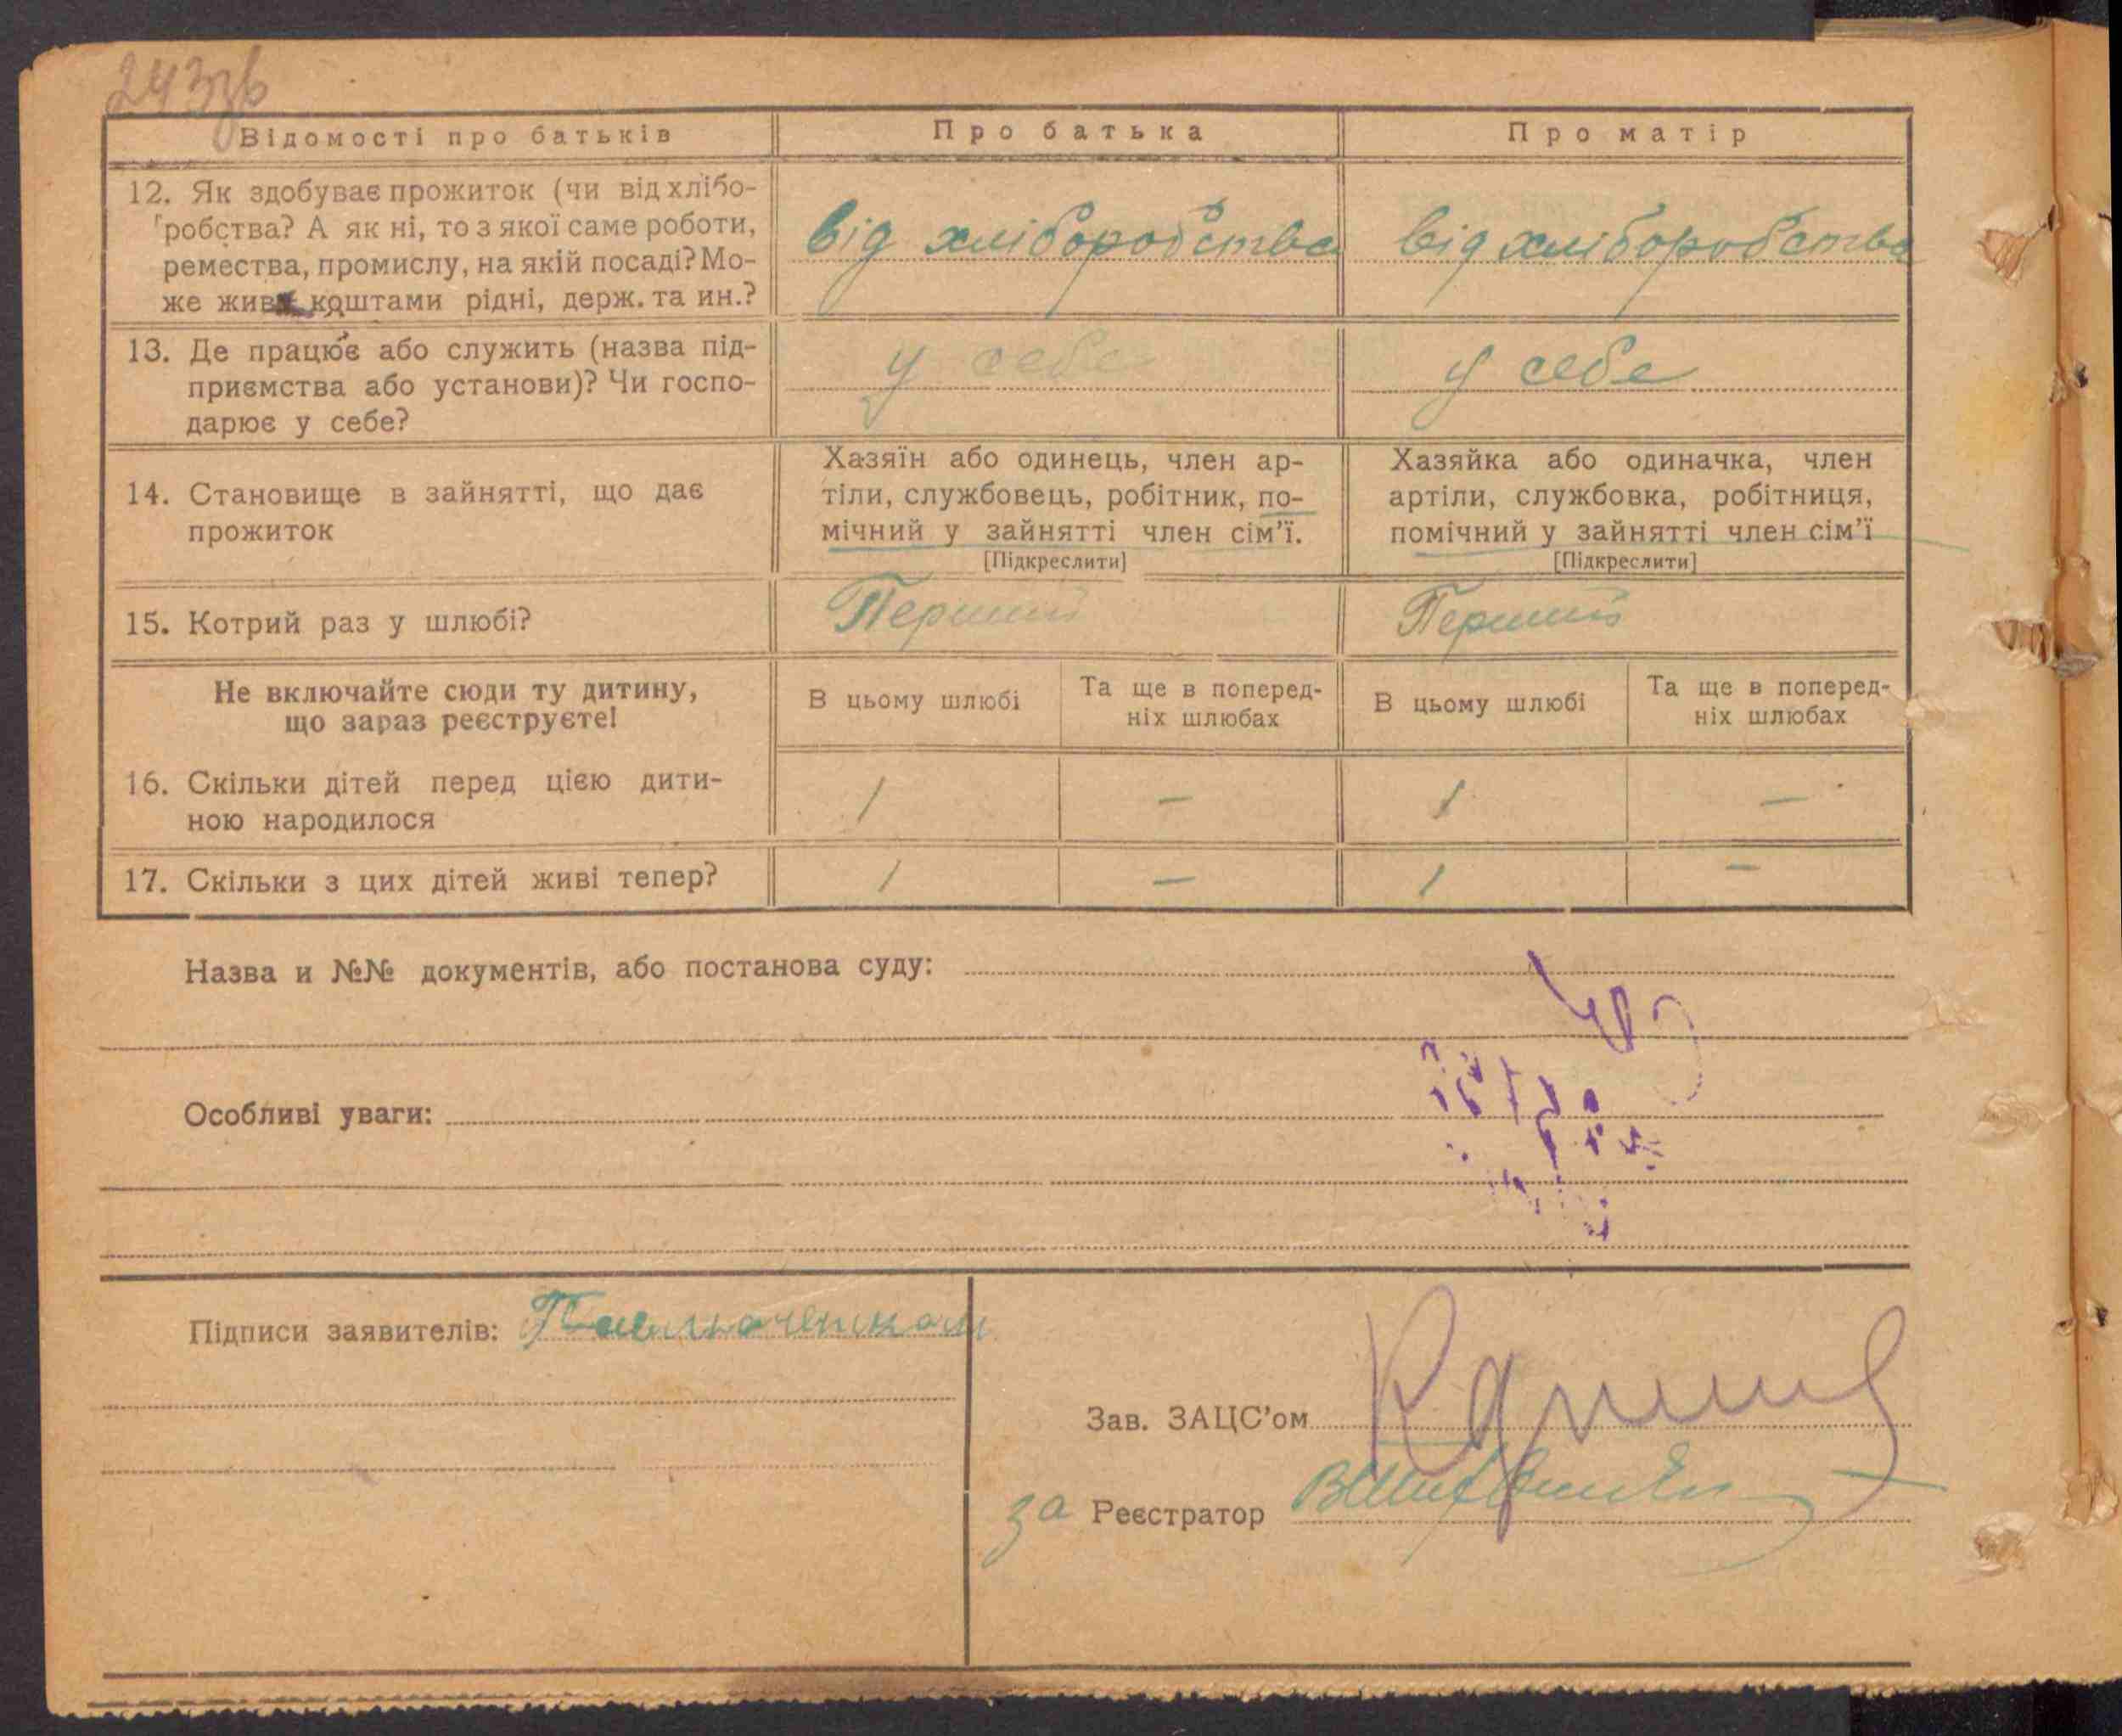 243зв
Відомості про батьків
Про батька
Про матір
12. Як здобуває прожиток (чи від хлібо-
робства? А як ні, то з якої саме роботи,
ремества, промислу, на якій посаді? Мо-
же живе коштами рідні, держ. та ин.?
від хліборобства
від хліборобства
13. Де працює або служить (назва під-
приємства або установи)? Чи госпо-
дарює у себе?
у себе
у себе
14. Становище в зайнятті, що дає
прожиток
Хазяїн або одинець, член ар-
тіли, службовець, робітник, по-
мічний у зайнятті член сім'ї.
[Підкреслити]
Хазяйка або одиначка, член
артіли, службовка, робітниця,
помічний у зайнятті член сім'ї
[Підкреслити]
15. Котрий раз у шлюбі?
Перший
Перший
Не включайте сюди ту дитину,
що зараз реєструєте!
В цьому шлюбі
Та ще в поперед-
ніх шлюбах
В цьому шлюбі
Та ще в поперед-
ніх шлюбах
16. Скільки дітей перед цією дити-
ною народилося
1
—
1
—
17. Скільки з цих дітей живі тепер?
1
—
1
—
Назва и №№ документів, або постанова суду:
Особливі уваги:
Підписи заявителів:
Зав. ЗАЦС'ом
за Реєстратор